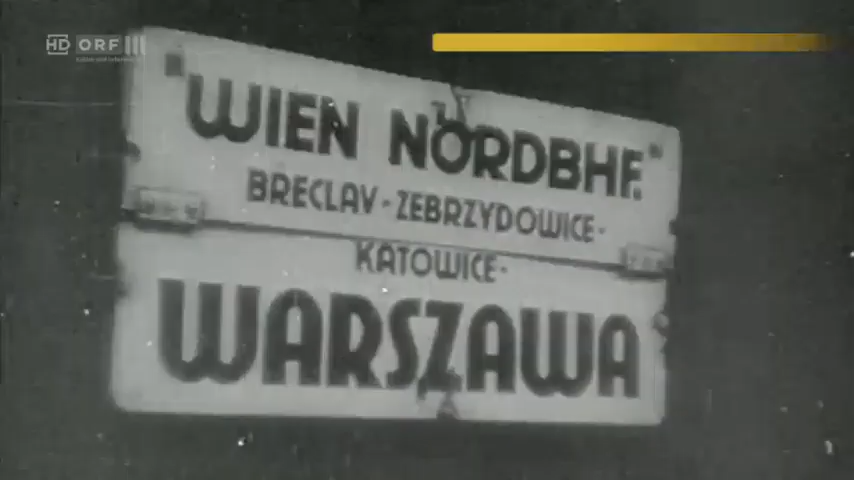 HD ORF III
"WIEN NORDBHF."
BRECLAV-ZEBRZYDOWICE-
KATOWICE-
WARSZAWA